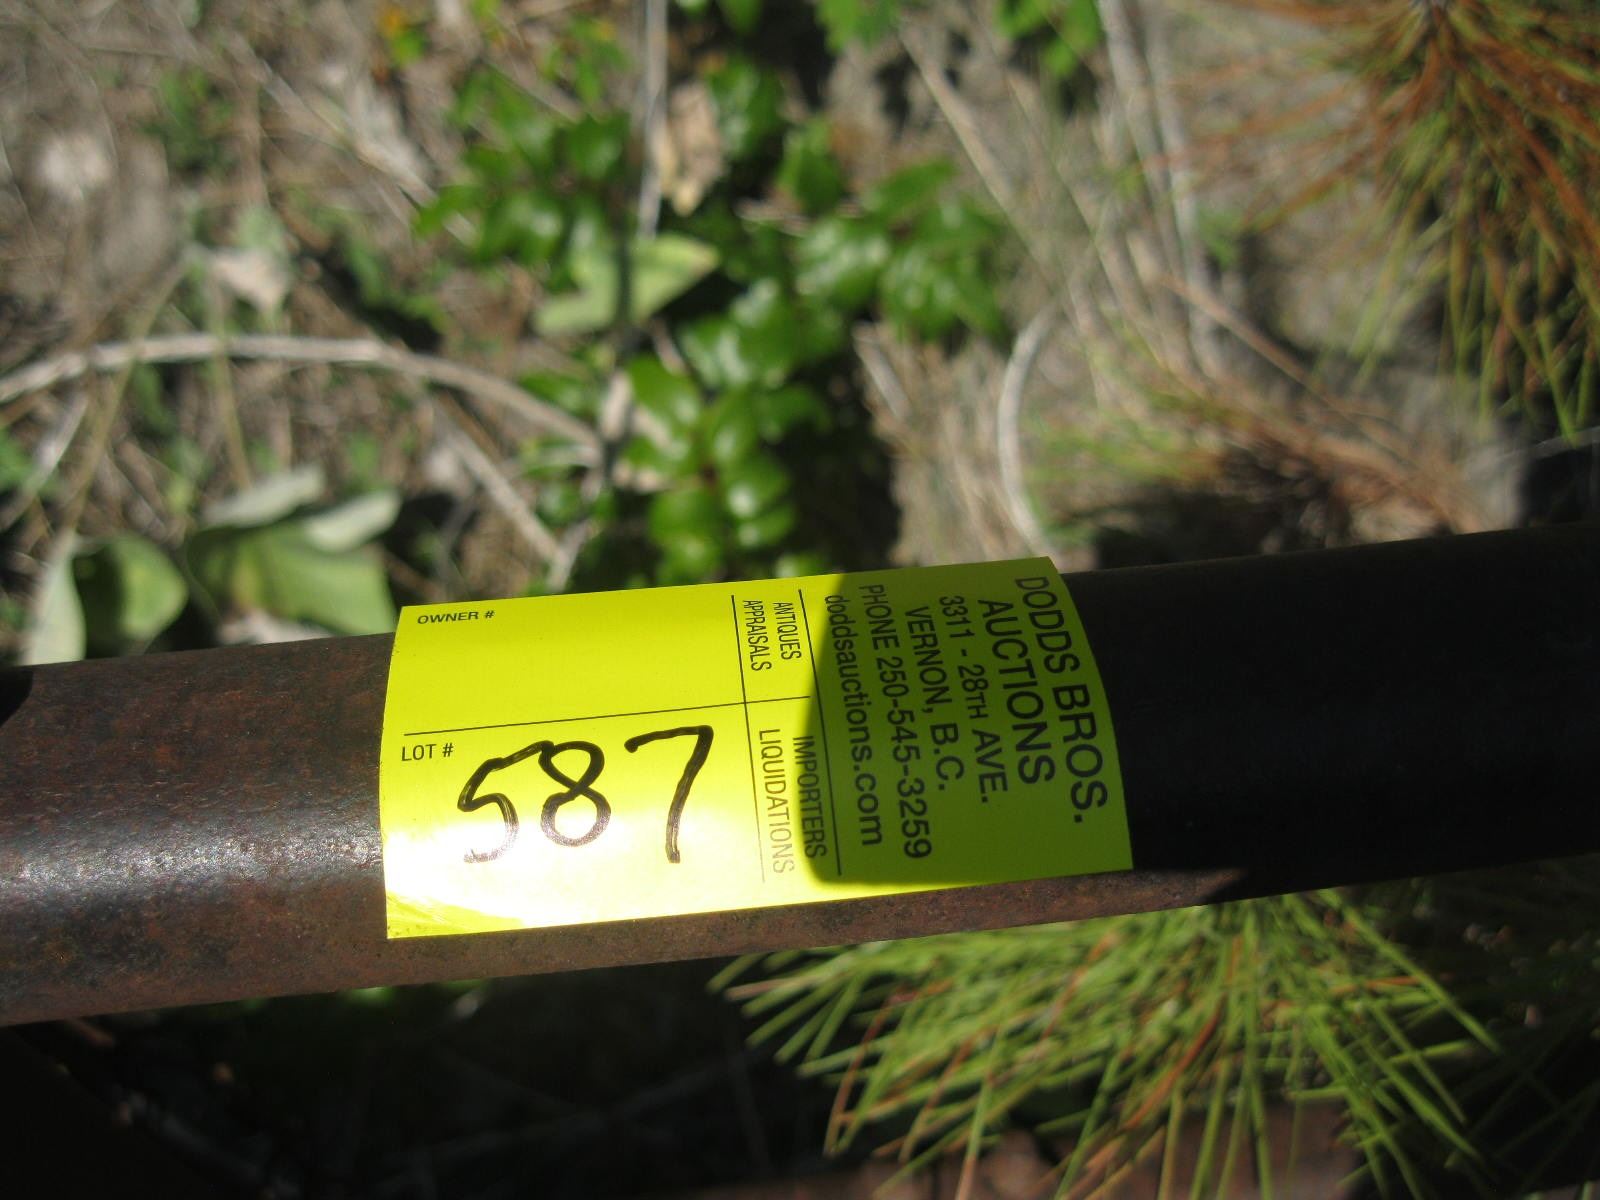 DODDS BROS.
AUCTIONS
3311 - 28TH AVE.
VERNON, B.C.
PHONE 250-545-3259
doddsauctions.com
ANTIQUES IMPORTERS
APPRAISALS LIQUIDATIONS
OWNER #
LOT # 587